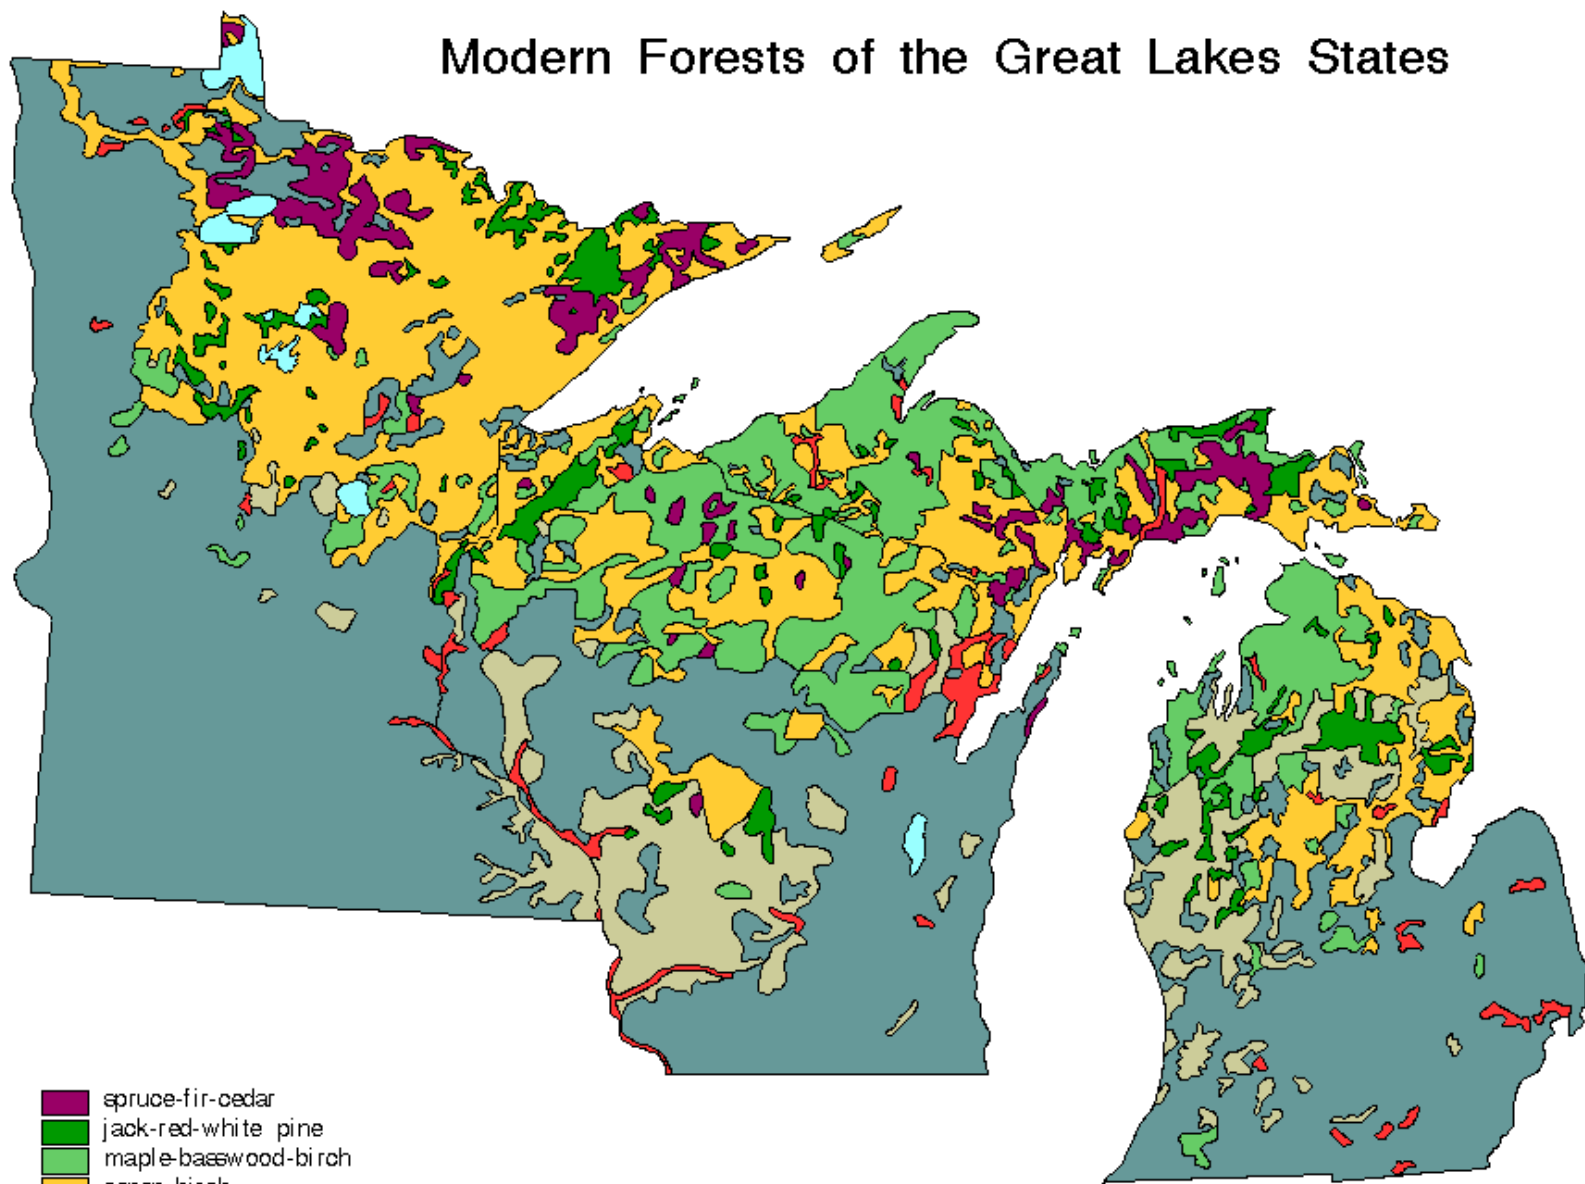 Modern Forests of the Great Lakes States
spruce-fir-cedar
jack-red-white pine
maple-basswood-birch